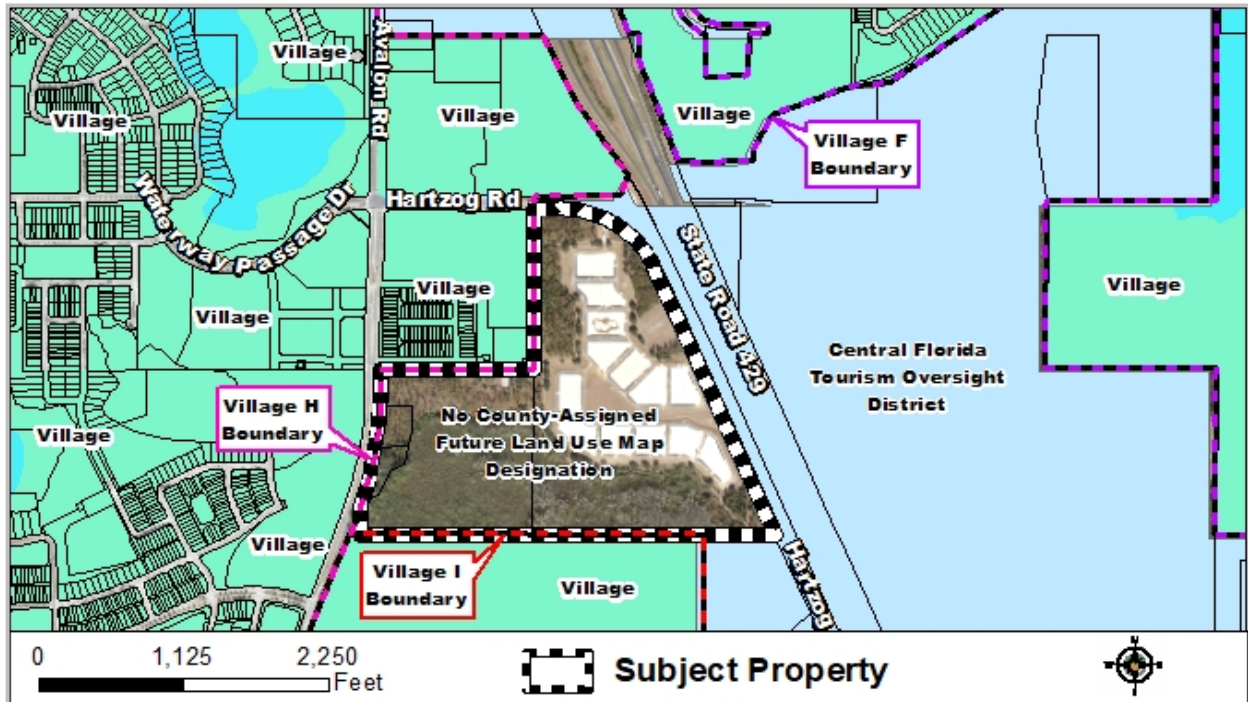 Village
Avalon Rd
Village
Village
Village
Village F
Boundary
Waterway Passage Dr
Hartzog Rd
State Road 429
Village
Village
Village
Central Florida
Tourism Oversight
District
Village H
Boundary
No County-Assigned
Future Land Use Map
Designation
Village
Village
Village I
Boundary
Village
Hartzog
0 1,125 2,250
Feet
Subject Property